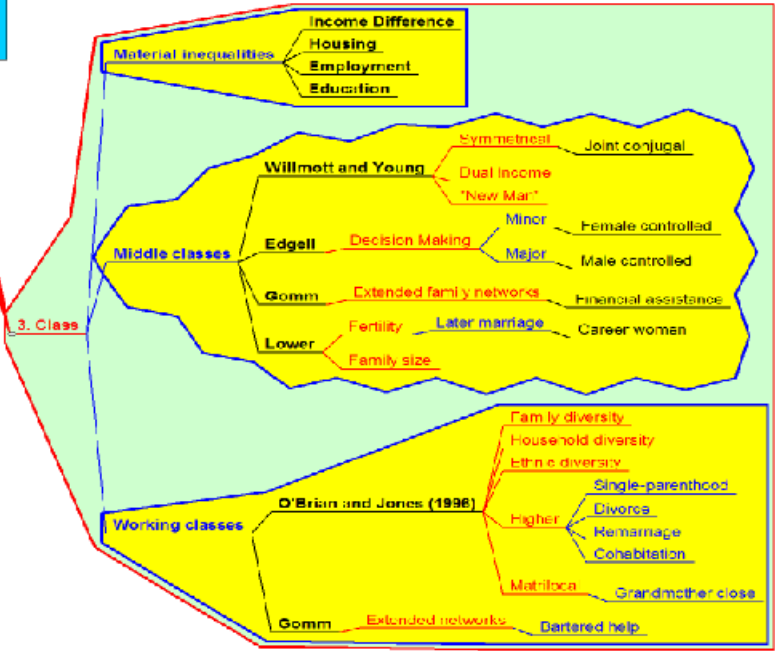 3. Class
Material inequalities
Income Difference
Housing
Employment
Education
Middle classes
Willmott and Young
Symmetrical
Joint conjugal
Dual Income
"New Man"
Edgell
Decision Making
Minor
Female controlled
Major
Male controlled
Gomm
Extended family networks
Financial assistance
Lower
Fertility
Later marriage
Career woman
Family size
Working classes
O'Brian and Jones (1996)
Family diversity
Household diversity
Ethnic diversity
Higher
Single-parenthood
Divorce
Remarriage
Cohabitation
Matrilocal
Grandmother close
Gomm
Extended networks
Bartered help